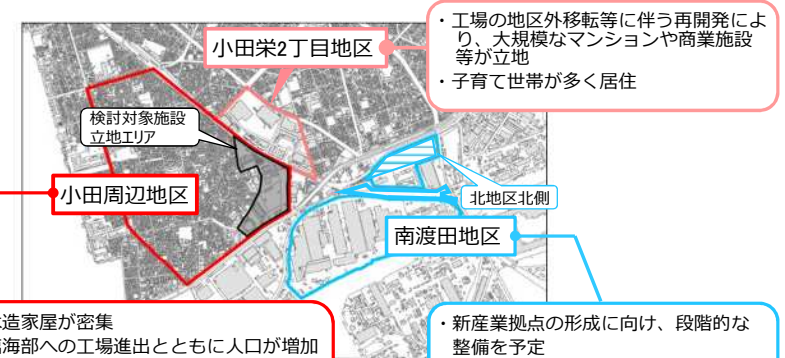 ・工場の地区外移転等に伴う再開発によ
り、大規模なマンションや商業施設
等が立地
・子育て世帯が多く居住
小田栄2丁目地区
検討対象施設
立地エリア
小田周辺地区
北地区北側
南渡田地区
造家屋が密集
海部への工場進出とともに人口が増加
・新産業拠点の形成に向け、段階的な
整備を予定